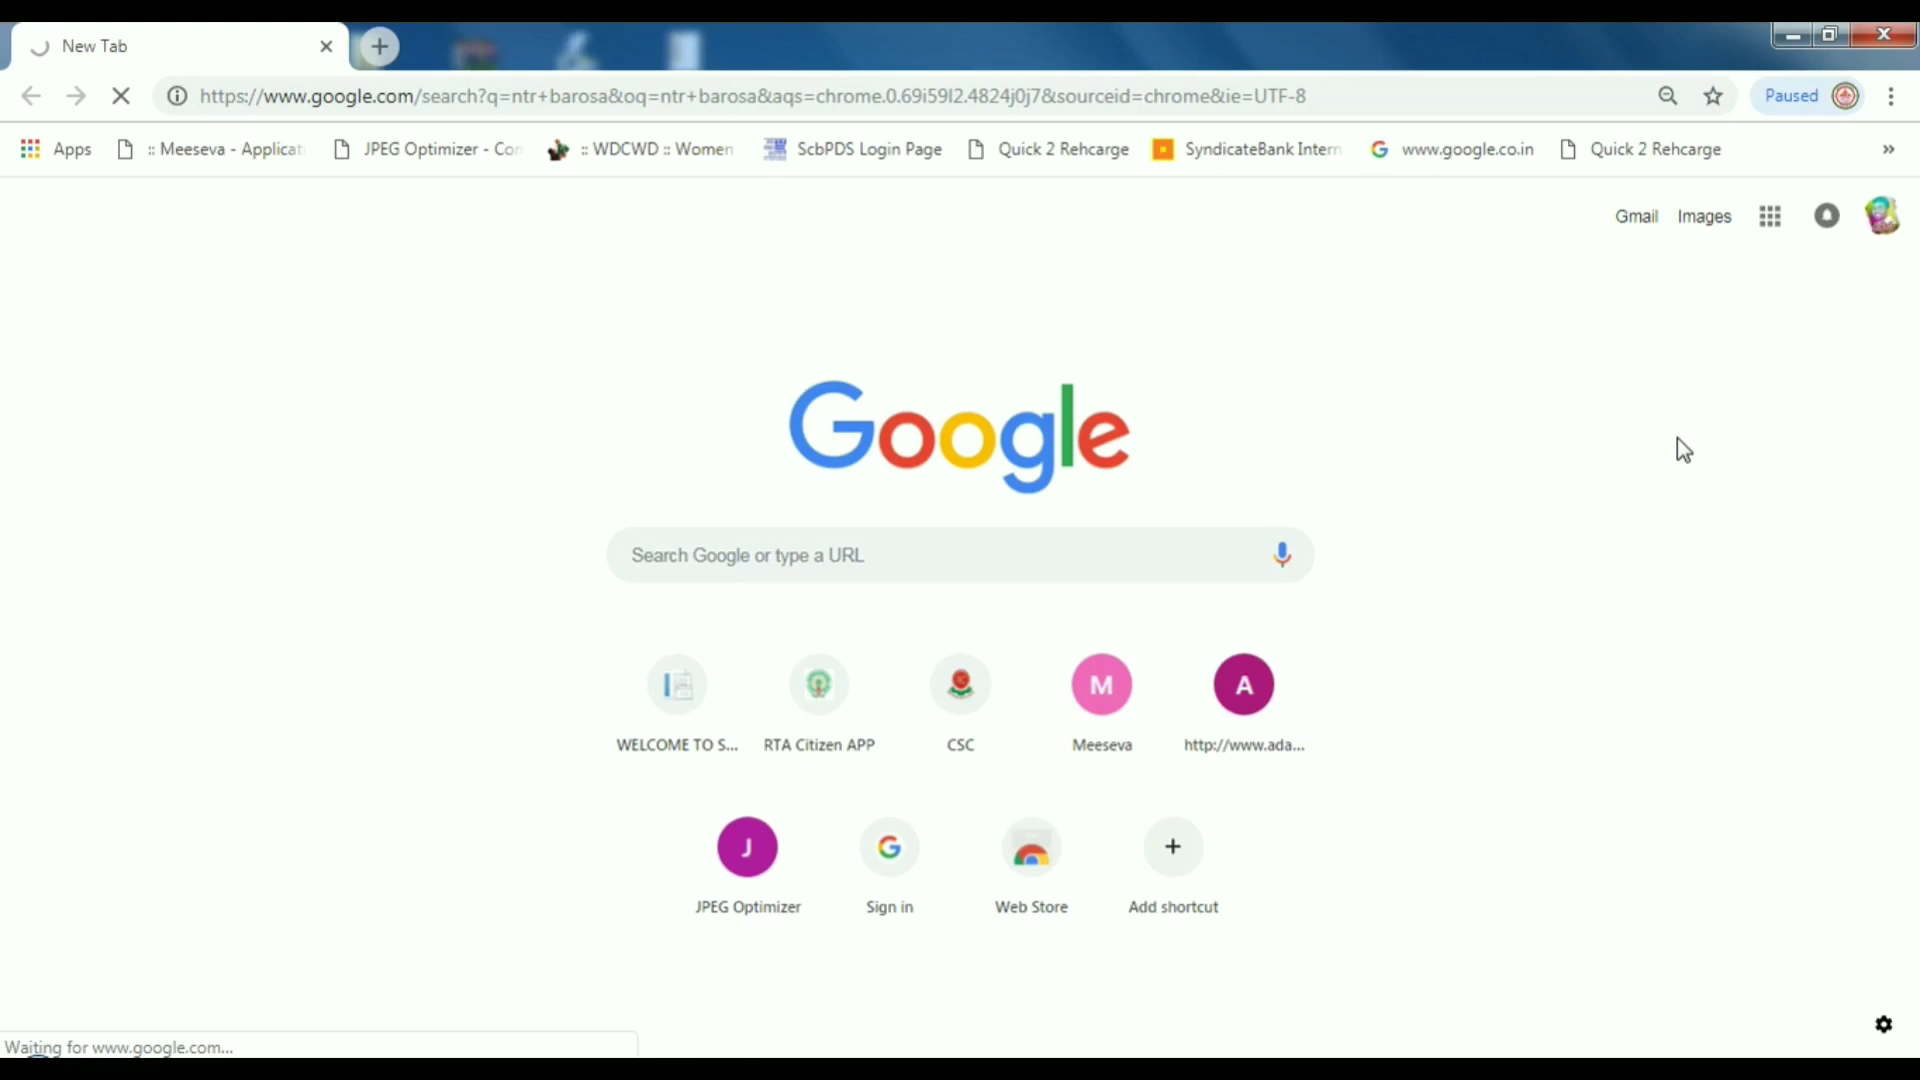 New Tab
https://www.google.com/search?q=ntr+barosa&oq=ntr+barosa&aqs=chrome.0.69i59l2.4824j0j7&sourceid=chrome&ie=UTF-8
Paused
Apps
:: Meeseva - Applicati
JPEG Optimizer - Con
:: WDCWD :: Women
ScbPDS Login Page
Quick 2 Rehcarge
SyndicateBank Intern
www.google.co.in
Quick 2 Rehcarge
»
Gmail Images
Google
Search Google or type a URL
M
A
WELCOME TO S...
RTA Citizen APP
CSC
Meeseva
http://www.ada...
J
G
JPEG Optimizer
Sign in
Web Store
Add shortcut
Waiting for www.google.com...